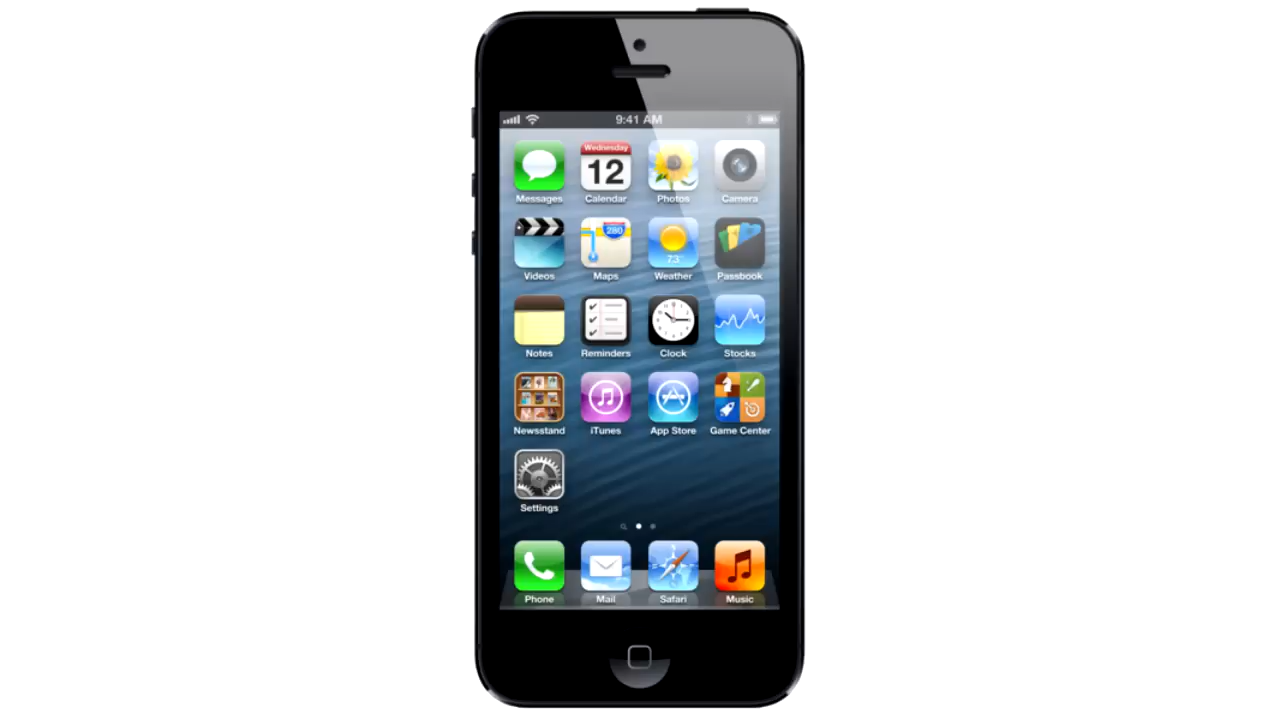 9:41 AM
Messages Calendar Photos Camera
Wednesday
12
Videos Maps Weather Passbook
280
73°
Notes Reminders Clock Stocks
Newsstand iTunes App Store Game Center
Settings
Phone Mail Safari Music